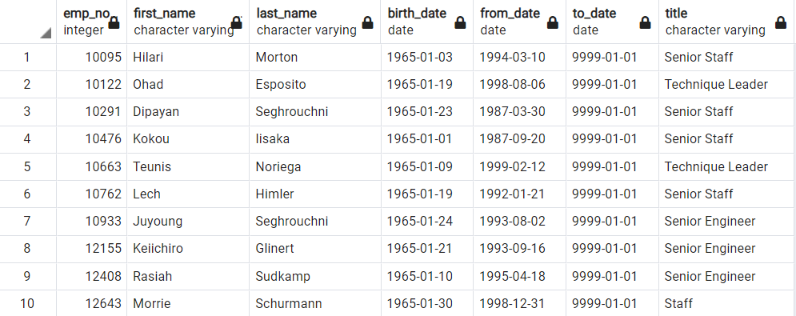 emp_no first_name last_name birth_date from_date to_date title
integer character varying character varying date date date character varying
1 10095 Hilari Morton 1965-01-03 1994-03-10 9999-01-01 Senior Staff
2 10122 Ohad Esposito 1965-01-19 1998-08-06 9999-01-01 Technique Leader
3 10291 Dipayan Seghrouchni 1965-01-23 1987-03-30 9999-01-01 Senior Staff
4 10476 Kokou Iisaka 1965-01-01 1987-09-20 9999-01-01 Senior Staff
5 10663 Teunis Noriega 1965-01-09 1999-02-12 9999-01-01 Technique Leader
6 10762 Lech Himler 1965-01-19 1992-01-21 9999-01-01 Senior Staff
7 10933 Juyoung Seghrouchni 1965-01-24 1993-08-02 9999-01-01 Senior Engineer
8 12155 Keiichiro Glinert 1965-01-21 1993-09-16 9999-01-01 Senior Engineer
9 12408 Rasiah Sudkamp 1965-01-10 1995-04-18 9999-01-01 Senior Engineer
10 12643 Morrie Schurmann 1965-01-30 1998-12-31 9999-01-01 Staff